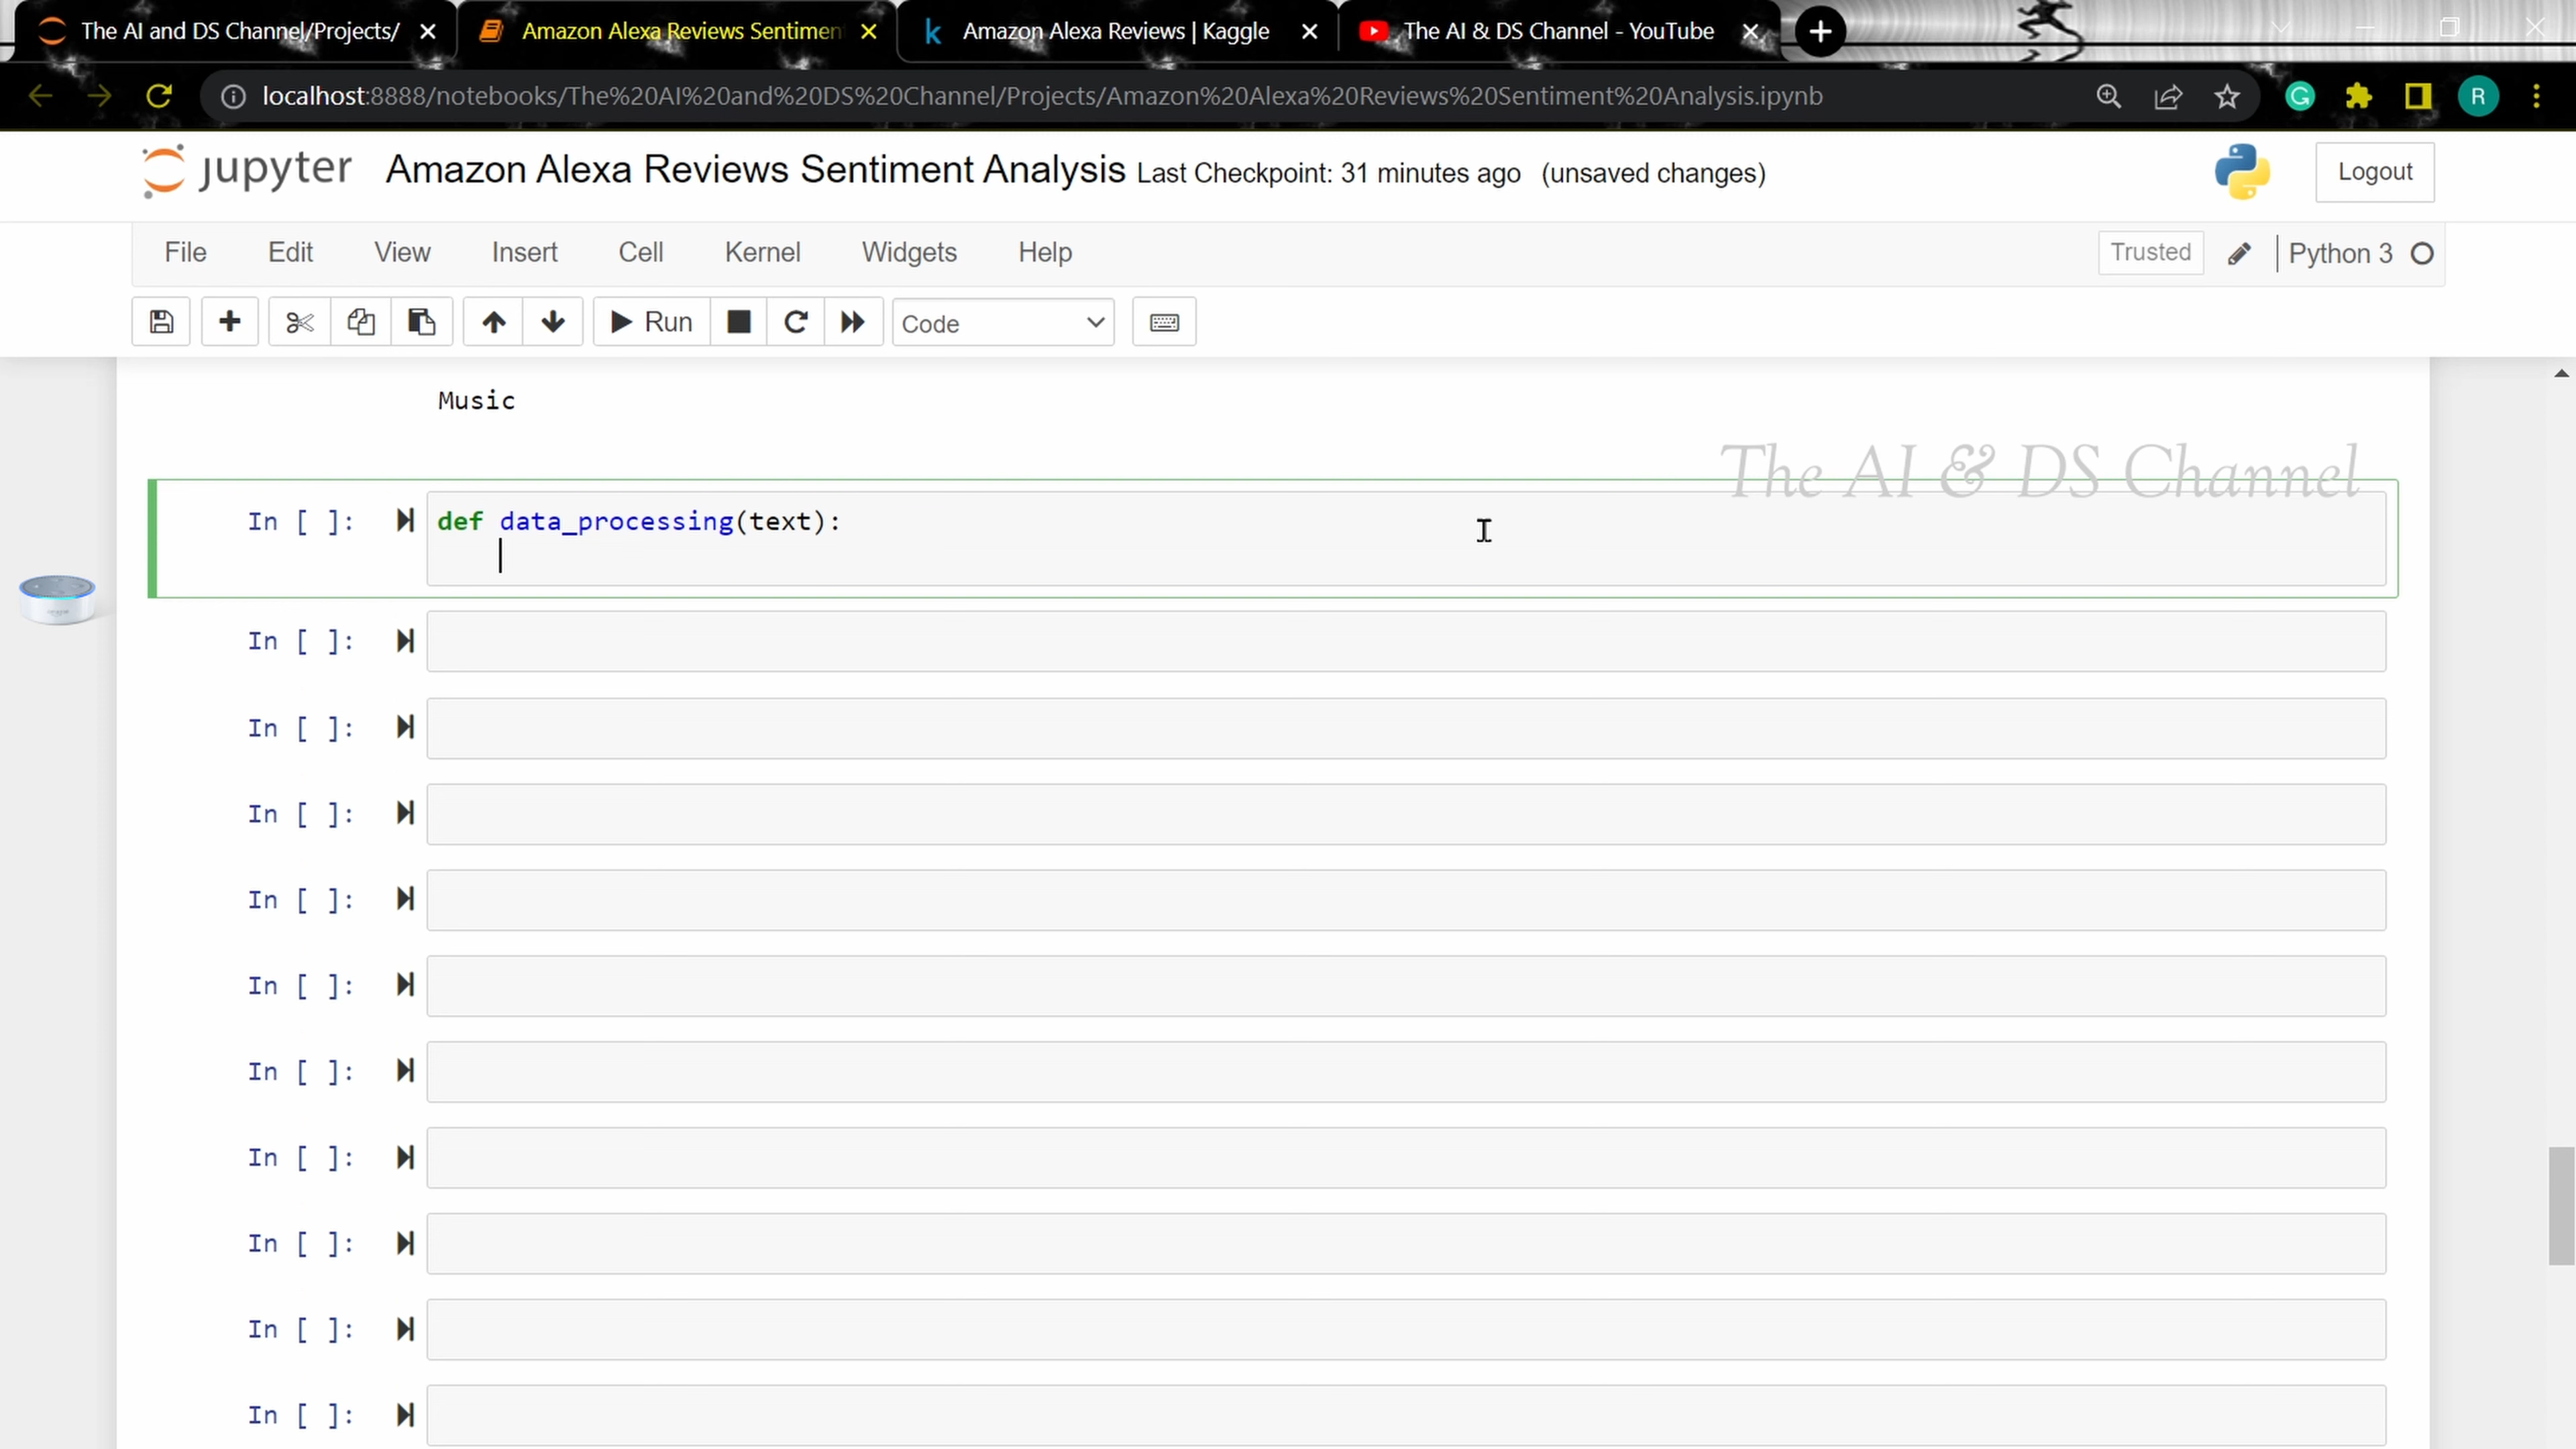 The AI and DS Channel/Projects/
Amazon Alexa Reviews Sentimen
Amazon Alexa Reviews | Kaggle
The AI & DS Channel - YouTube
localhost:8888/notebooks/The%20AI%20and%20DS%20Channel/Projects/Amazon%20Alexa%20Reviews%20Sentiment%20Analysis.ipynb
R
jupyter Amazon Alexa Reviews Sentiment Analysis Last Checkpoint: 31 minutes ago (unsaved changes)
Logout
File Edit View Insert Cell Kernel Widgets Help
Trusted
Python 3
Run
Code
Music
The AI & DS Channel
In [ ]: def data_processing(text):
In [ ]:
In [ ]:
In [ ]:
In [ ]:
In [ ]:
In [ ]:
In [ ]:
In [ ]:
In [ ]:
In [ ]: